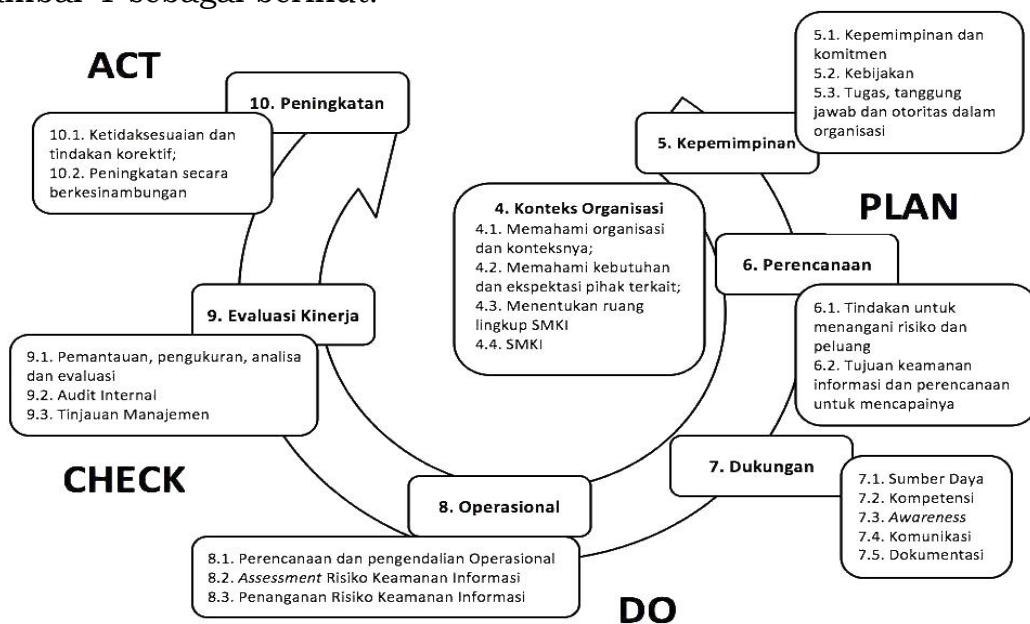 ACT
10. Peningkatan
10.1. Ketidaksesuaian dan
tindakan korektif;
10.2. Peningkatan secara
berkesinambungan
5.1. Kepemimpinan dan
komitmen
5.2. Kebijakan
5.3. Tugas, tanggung
jawab dan otoritas dalam
organisasi
5. Kepemimpinan
PLAN
4. Konteks Organisasi
4.1. Memahami organisasi
dan konteksnya;
4.2. Memahami kebutuhan
dan ekspektasi pihak terkait;
4.3. Menentukan ruang
lingkup SMKI
4.4. SMKI
6. Perencanaan
6.1. Tindakan untuk
menangani risiko dan
peluang
6.2. Tujuan keamanan
informasi dan perencanaan
untuk mencapainya
9. Evaluasi Kinerja
9.1. Pemantauan, pengukuran, analisa
dan evaluasi
9.2. Audit Internal
9.3. Tinjauan Manajemen
CHECK
7. Dukungan
7.1. Sumber Daya
7.2. Kompetensi
7.3. Awareness
7.4. Komunikasi
7.5. Dokumentasi
8. Operasional
8.1. Perencanaan dan pengendalian Operasional
8.2. Assessment Risiko Keamanan Informasi
8.3. Penanganan Risiko Keamanan Informasi
DO